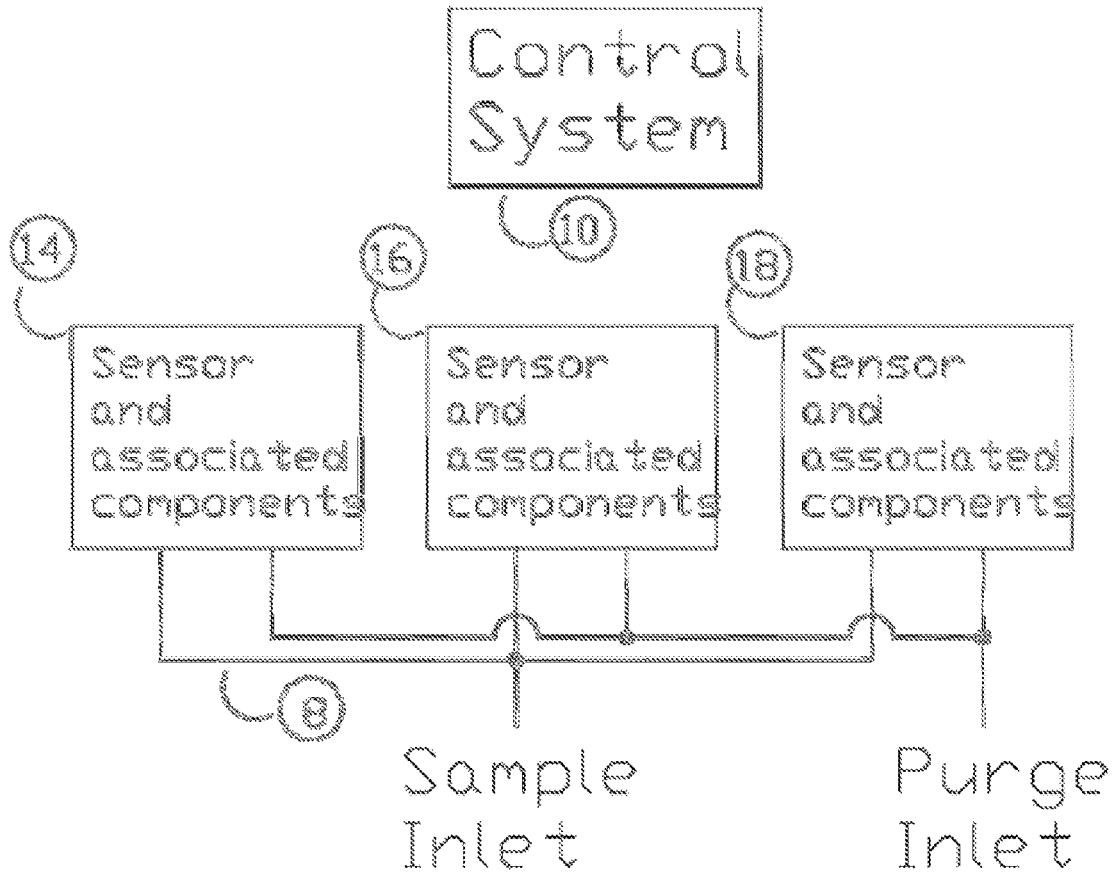 Control
System
10
14
16
18
Sensor
and
associated
components
Sensor
and
associated
components
Sensor
and
associated
components
8
Sample
Inlet
Purge
Inlet